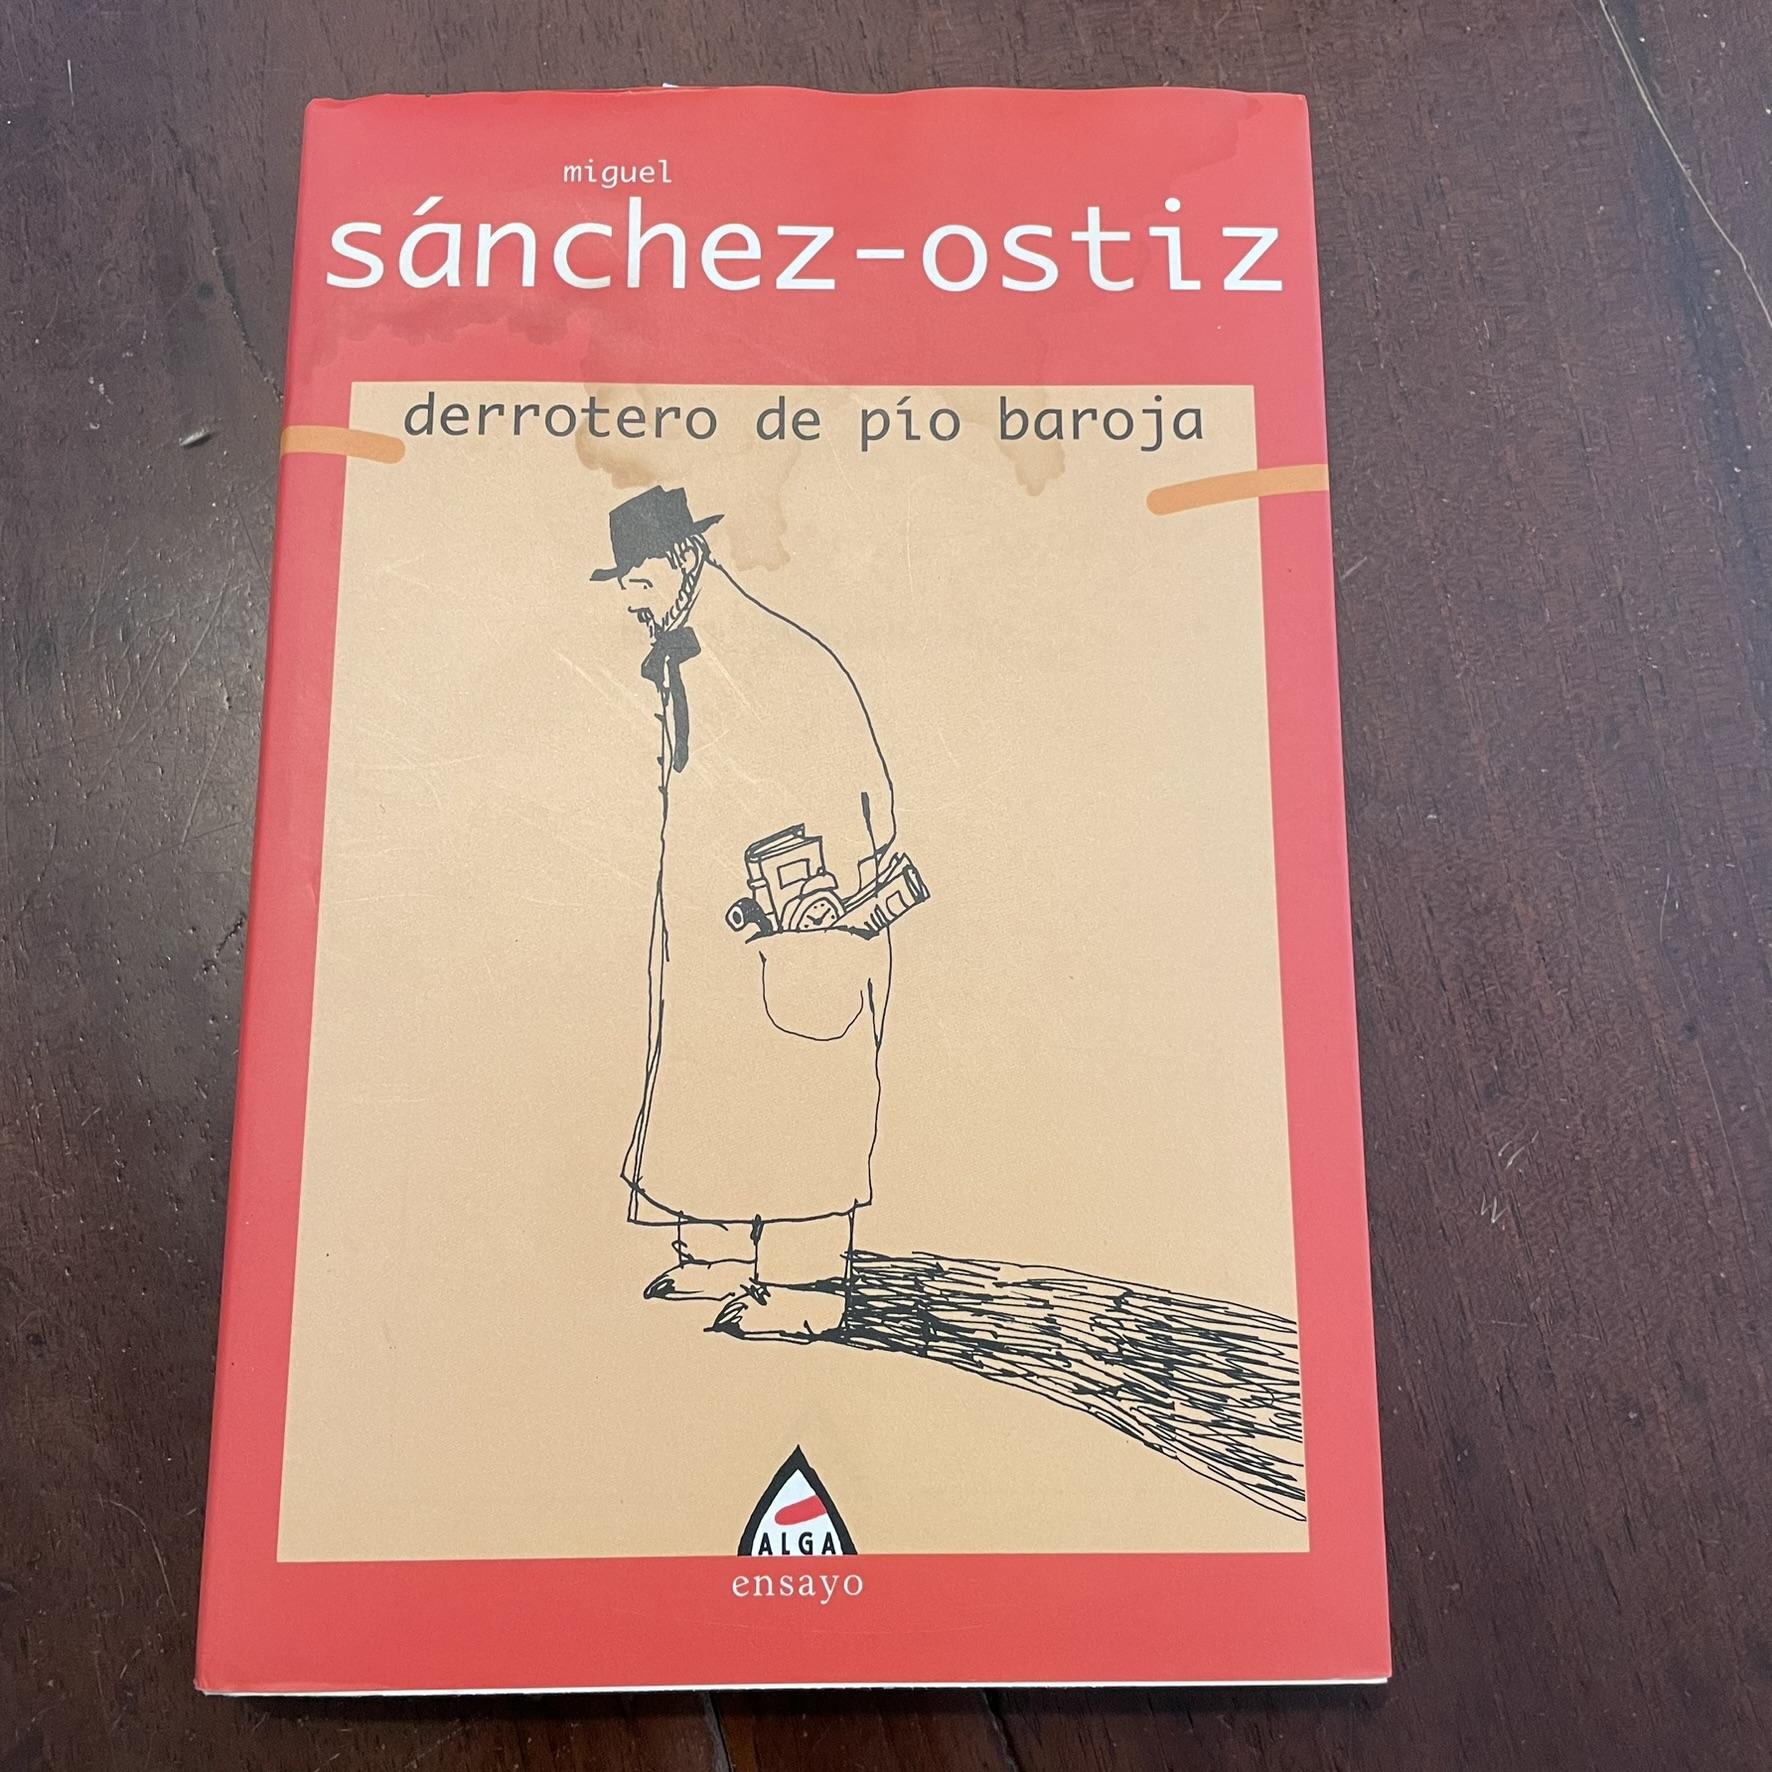 miguel
sánchez-ostiz
derrotero de pío baroja
ALGA
ensayo